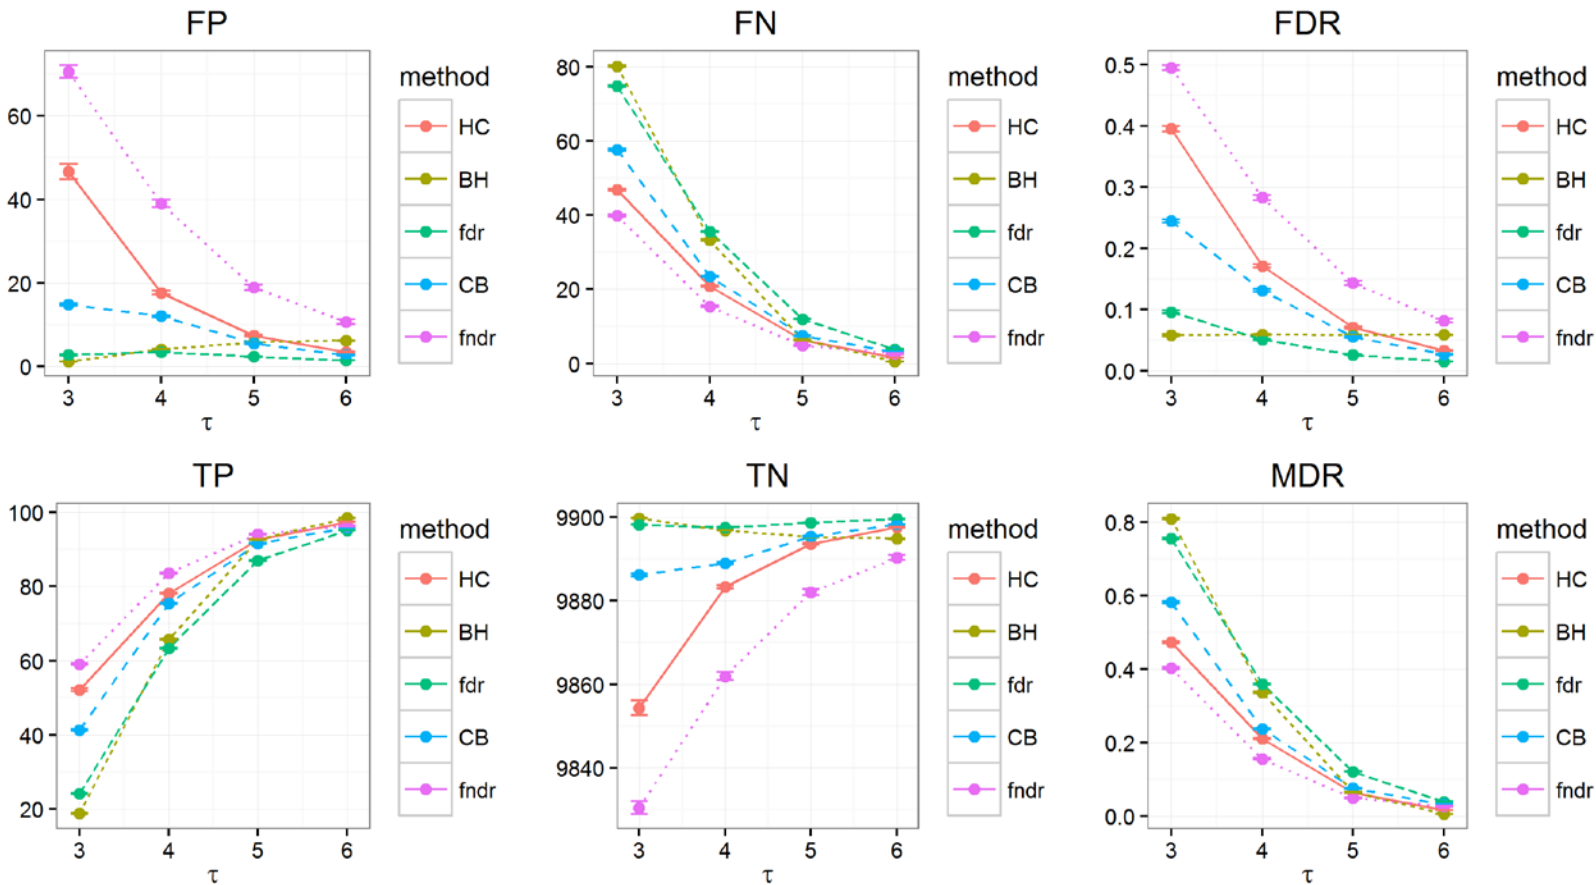 FP
60
40
20
0
3 4 5 6
τ
method
HC
BH
fdr
CB
fndr
FN
80
60
40
20
0
3 4 5 6
τ
method
HC
BH
fdr
CB
fndr
FDR
0.5
0.4
0.3
0.2
0.1
0.0
3 4 5 6
τ
method
HC
BH
fdr
CB
fndr
TP
100
80
60
40
20
3 4 5 6
τ
method
HC
BH
fdr
CB
fndr
TN
9900
9880
9860
9840
3 4 5 6
τ
method
HC
BH
fdr
CB
fndr
MDR
0.8
0.6
0.4
0.2
0.0
3 4 5 6
τ
method
HC
BH
fdr
CB
fndr